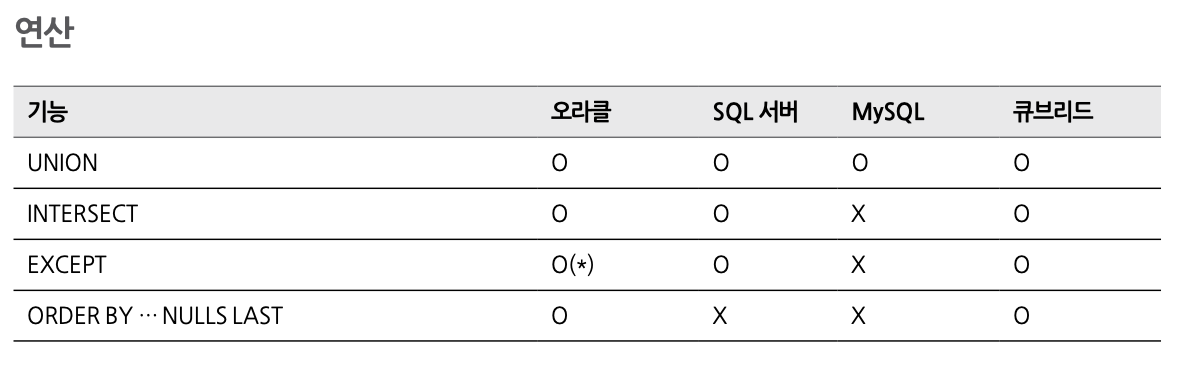 연산
기능 오라클 SQL 서버 MySQL 큐브리드
UNION O O O O
INTERSECT O O X O
EXCEPT O(*) O X O
ORDER BY ⋯ NULLS LAST O X X O